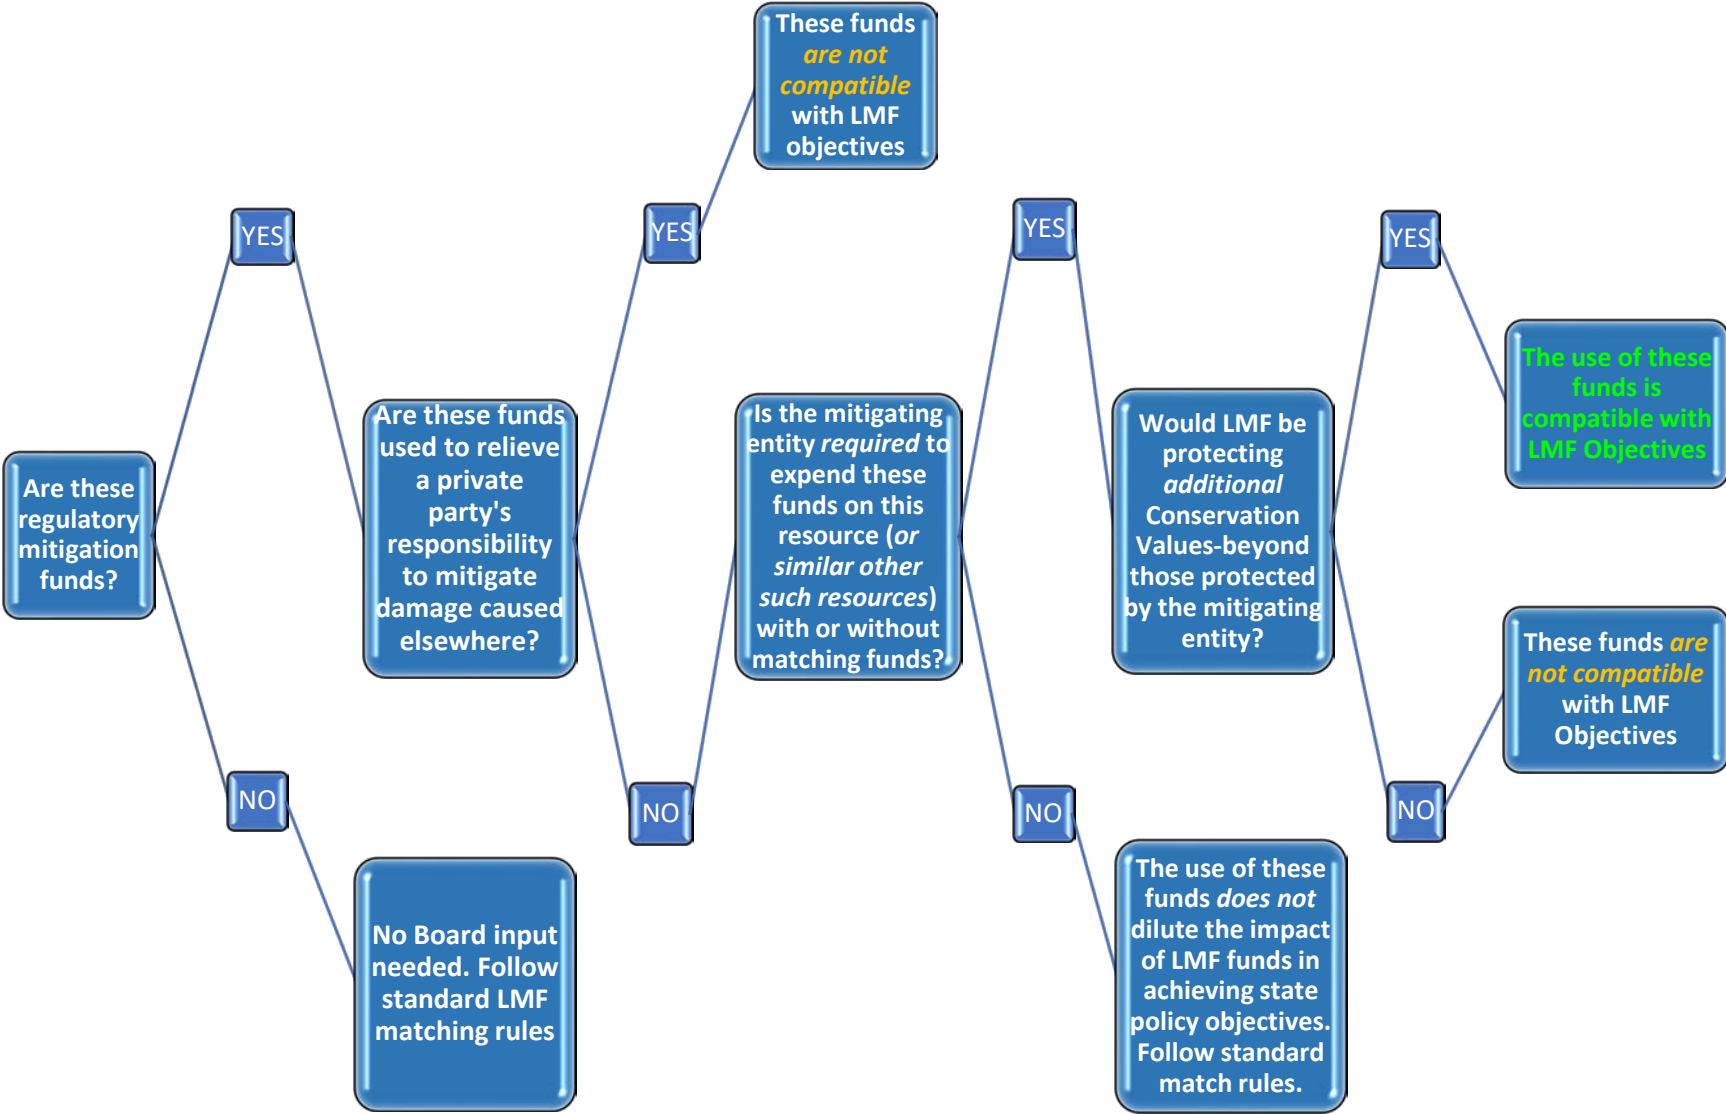 Are these
regulatory
mitigation
funds?
YES
NO
No Board input
needed. Follow
standard LMF
matching rules
Are these funds
used to relieve
a private
party's
responsibility
to mitigate
damage caused
elsewhere?
YES
These funds
are not
compatible
with LMF
objectives
NO
Is the mitigating
entity required to
expend these
funds on this
resource (or
similar other
such resources)
with or without
matching funds?
YES
NO
The use of these
funds does not
dilute the impact
of LMF funds in
achieving state
policy objectives.
Follow standard
match rules.
Would LMF be
protecting
additional
Conservation
Values-beyond
those protected
by the mitigating
entity?
YES
The use of these
funds is
compatible with
LMF Objectives
NO
These funds are
not compatible
with LMF
Objectives